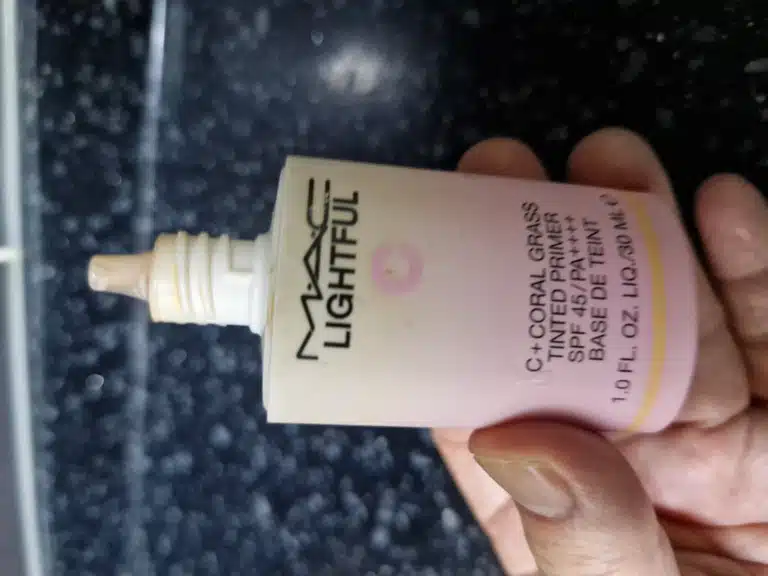 MAC
LIGHTFUL
C
C+CORAL GRASS
TINTED PRIMER
SPF 45/PA++++
BASE DE TEINT
1.0 FL. OZ. LIQ./30 ML ℮